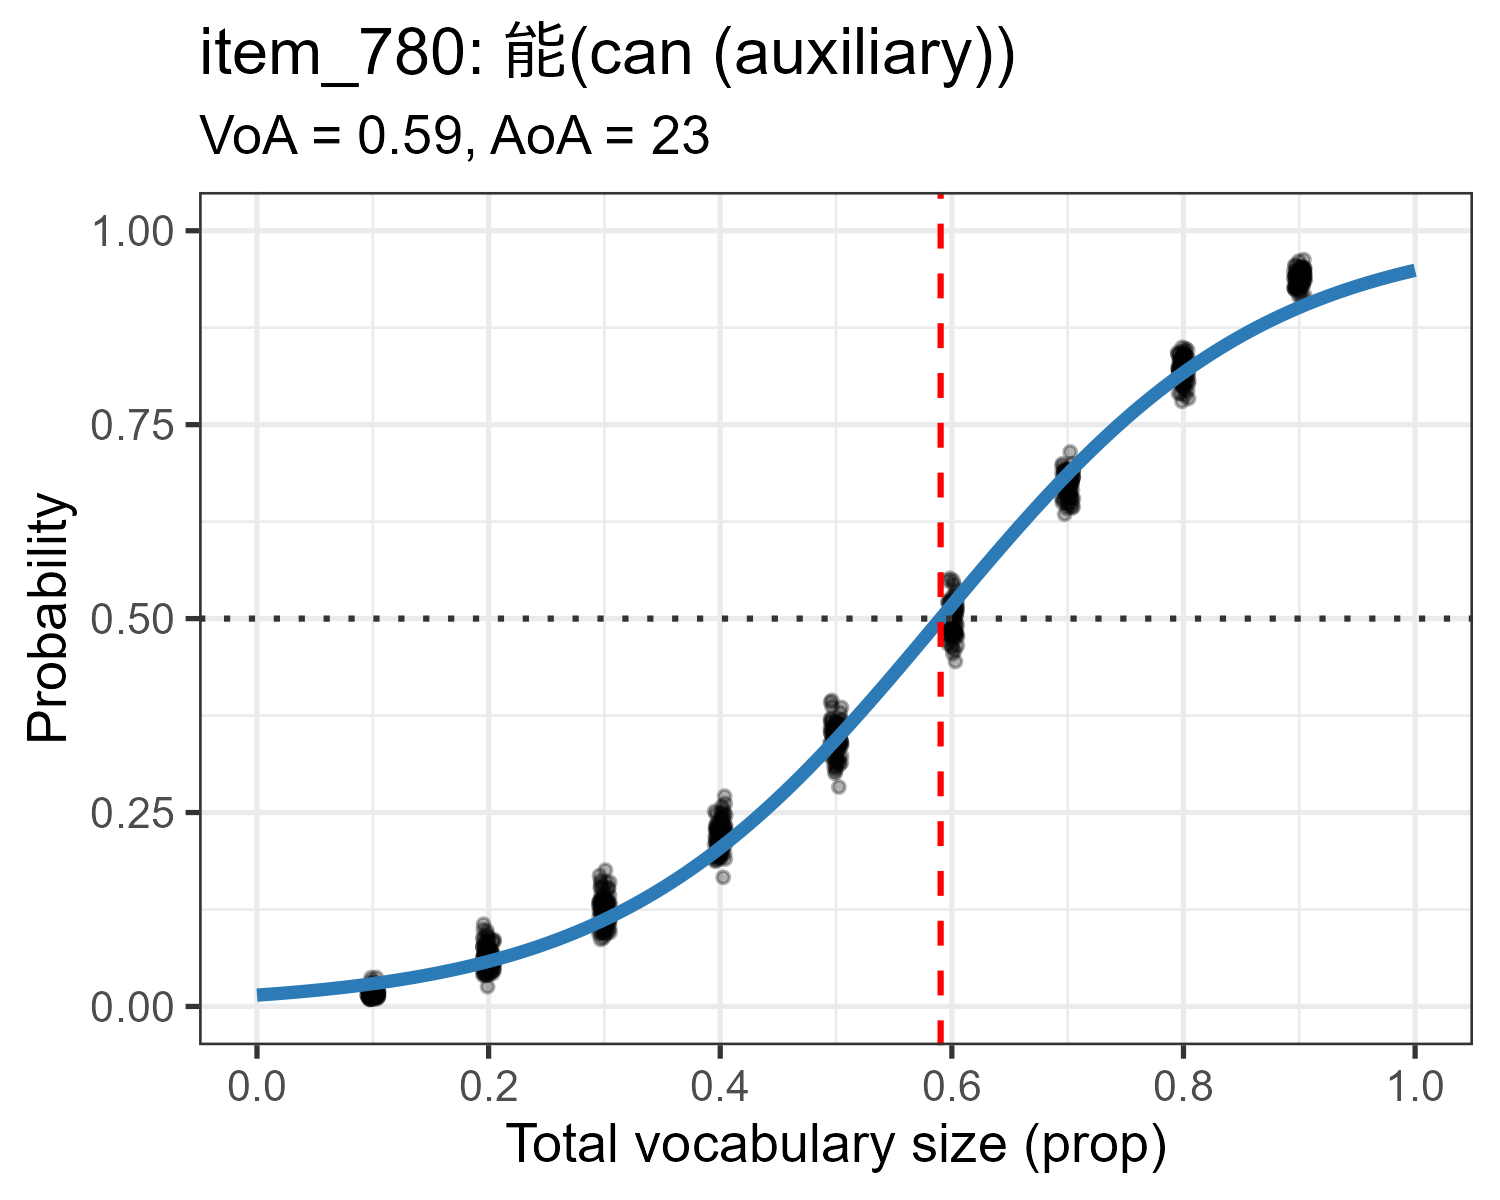 item_780: 能(can (auxiliary))
VoA = 0.59, AoA = 23
1.00
0.75
0.50
0.25
0.00
Probability
0.0 0.2 0.4 0.6 0.8 1.0
Total vocabulary size (prop)